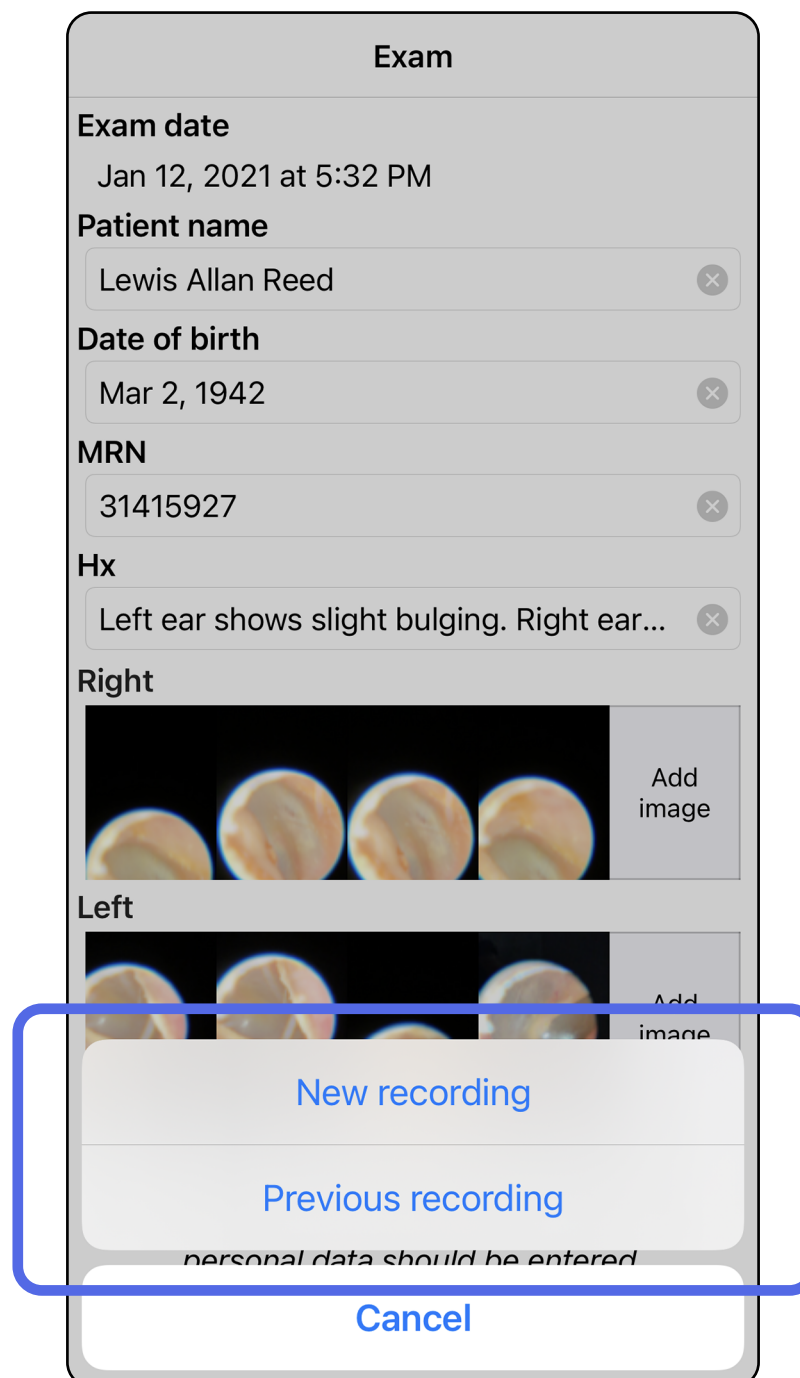 Exam
Exam date
Jan 12, 2021 at 5:32 PM
Patient name
Lewis Allan Reed
Date of birth
Mar 2, 1942
MRN
31415927
Hx
Left ear shows slight bulging. Right ear...
Right
Add
image
Left
Add
image
New recording
Previous recording
personal data should be entered
Cancel